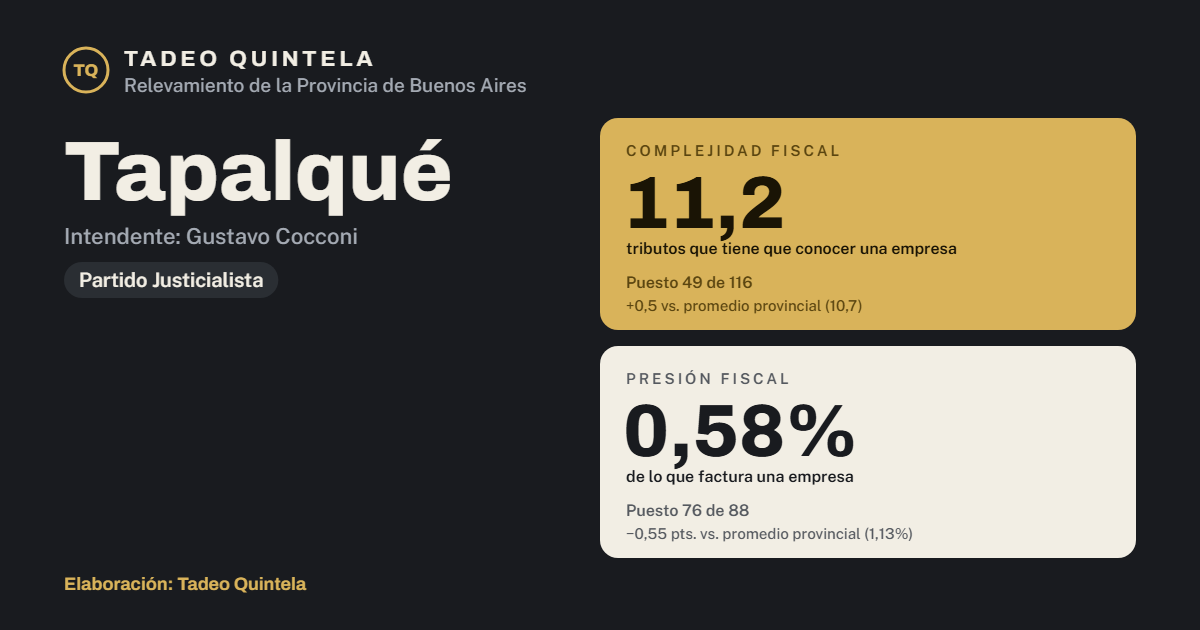 TQ
TADEO QUINTELA
Relevamiento de la Provincia de Buenos Aires
Tapalqué
Intendente: Gustavo Cocconi
Partido Justicialista
COMPLEJIDAD FISCAL
11,2
tributos que tiene que conocer una empresa
Puesto 49 de 116
+0,5 vs. promedio provincial (10,7)
PRESIÓN FISCAL
0,58%
de lo que factura una empresa
Puesto 76 de 88
−0,55 pts. vs. promedio provincial (1,13%)
Elaboración: Tadeo Quintela